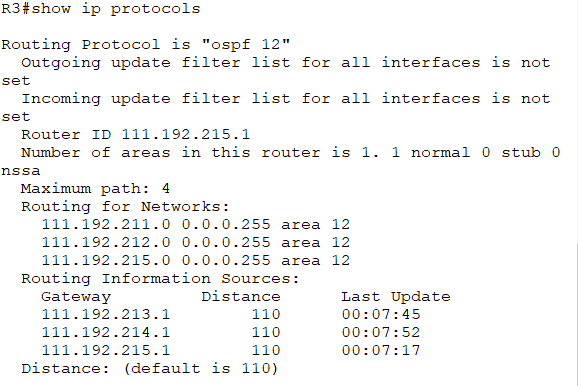 R3#show ip protocols
Routing Protocol is "ospf 12"
Outgoing update filter list for all interfaces is not
set
Incoming update filter list for all interfaces is not
set
Router ID 111.192.215.1
Number of areas in this router is 1. 1 normal 0 stub 0
nssa
Maximum path: 4
Routing for Networks:
111.192.211.0 0.0.0.255 area 12
111.192.212.0 0.0.0.255 area 12
111.192.215.0 0.0.0.255 area 12
Routing Information Sources:
Gateway Distance Last Update
111.192.213.1 110 00:07:45
111.192.214.1 110 00:07:52
111.192.215.1 110 00:07:17
Distance: (default is 110)